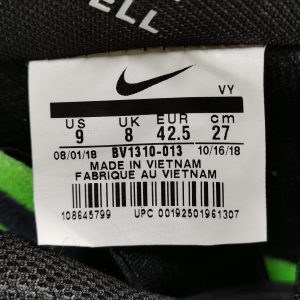 ELL
VY
US UK EUR cm
9 8 42.5 27
08/01/18 BV1310-013 10/16/18
MADE IN VIETNAM
FABRIQUE AU VIETNAM
108645799 UPC 00192501961307